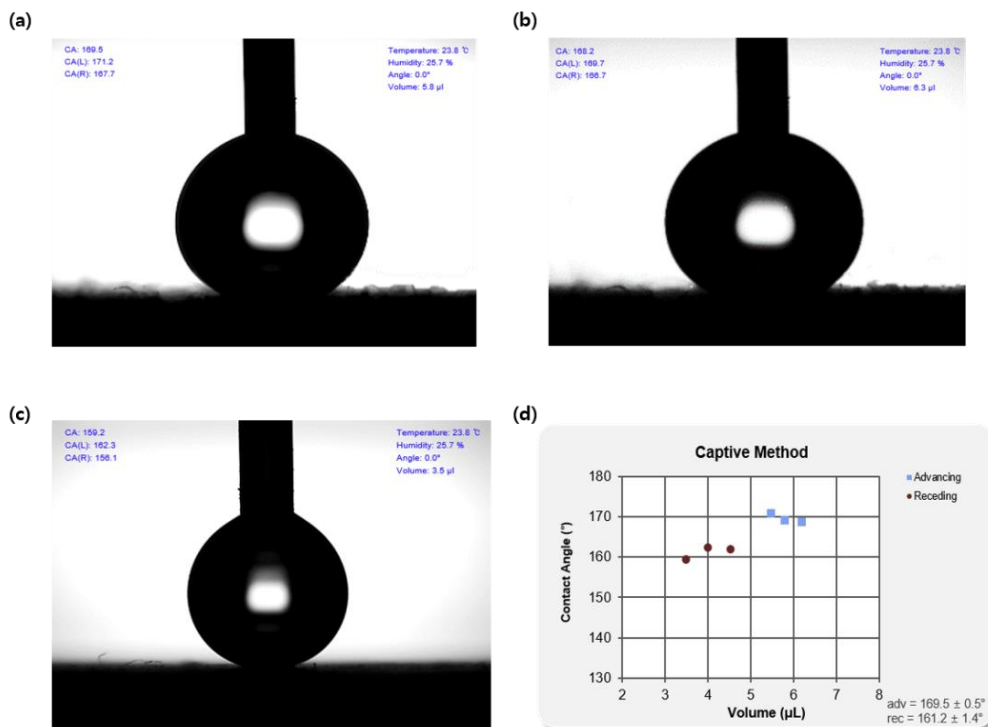 (a)
CA: 169.5
CA(L): 171.2
CA(R): 167.7
Temperature: 23.8 ℃
Humidity: 25.7 %
Angle: 0.0°
Volume: 5.8 µl
(b)
CA: 168.2
CA(L): 169.7
CA(R): 166.7
Temperature: 23.8 ℃
Humidity: 25.7 %
Angle: 0.0°
Volume: 6.3 µl
(c)
CA: 159.2
CA(L): 162.3
CA(R): 156.1
Temperature: 23.8 ℃
Humidity: 25.7 %
Angle: 0.0°
Volume: 3.5 µl
(d)
Captive Method
Advancing
Receding
Contact Angle (°)
180
170
160
150
140
130
2 3 4 5 6 7 8
Volume (µL)
adv = 169.5 ± 0.5°
rec = 161.2 ± 1.4°